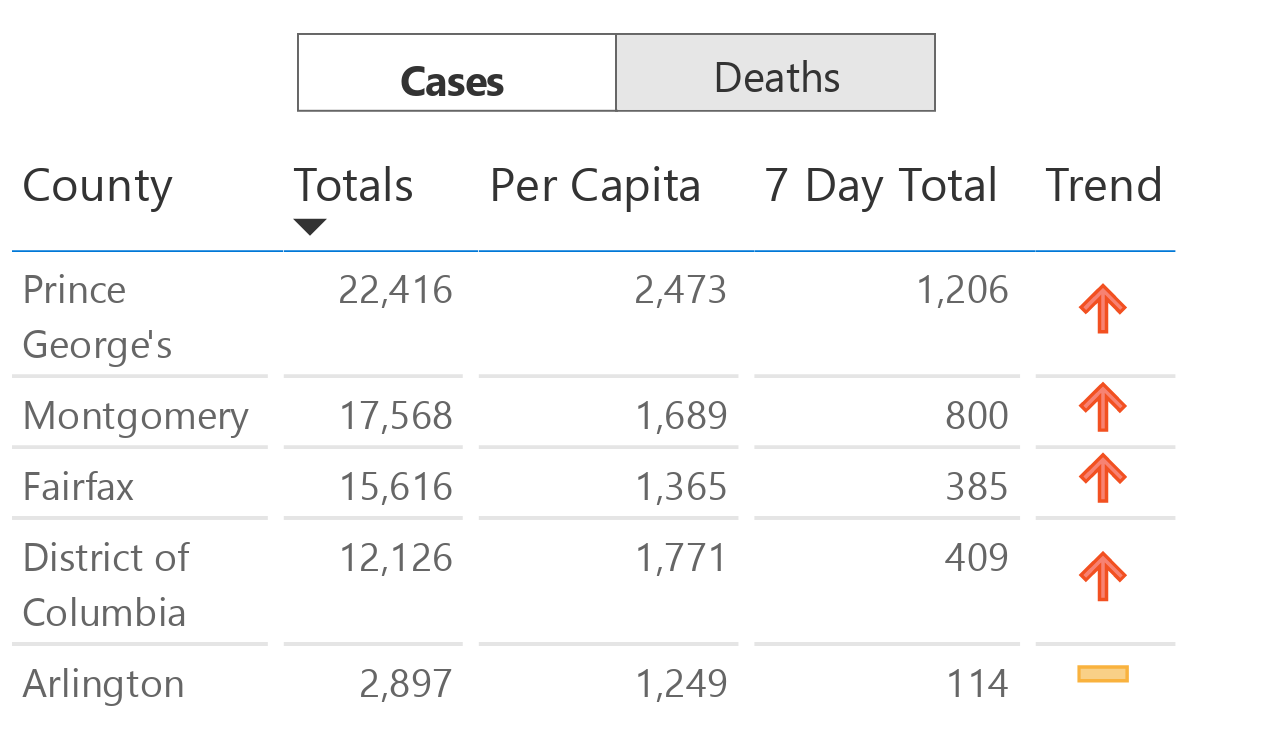 Cases Deaths
County Totals Per Capita 7 Day Total Trend
Prince 22,416 2,473 1,206
George's
Montgomery 17,568 1,689 800
Fairfax 15,616 1,365 385
District of 12,126 1,771 409
Columbia
Arlington 2,897 1,249 114